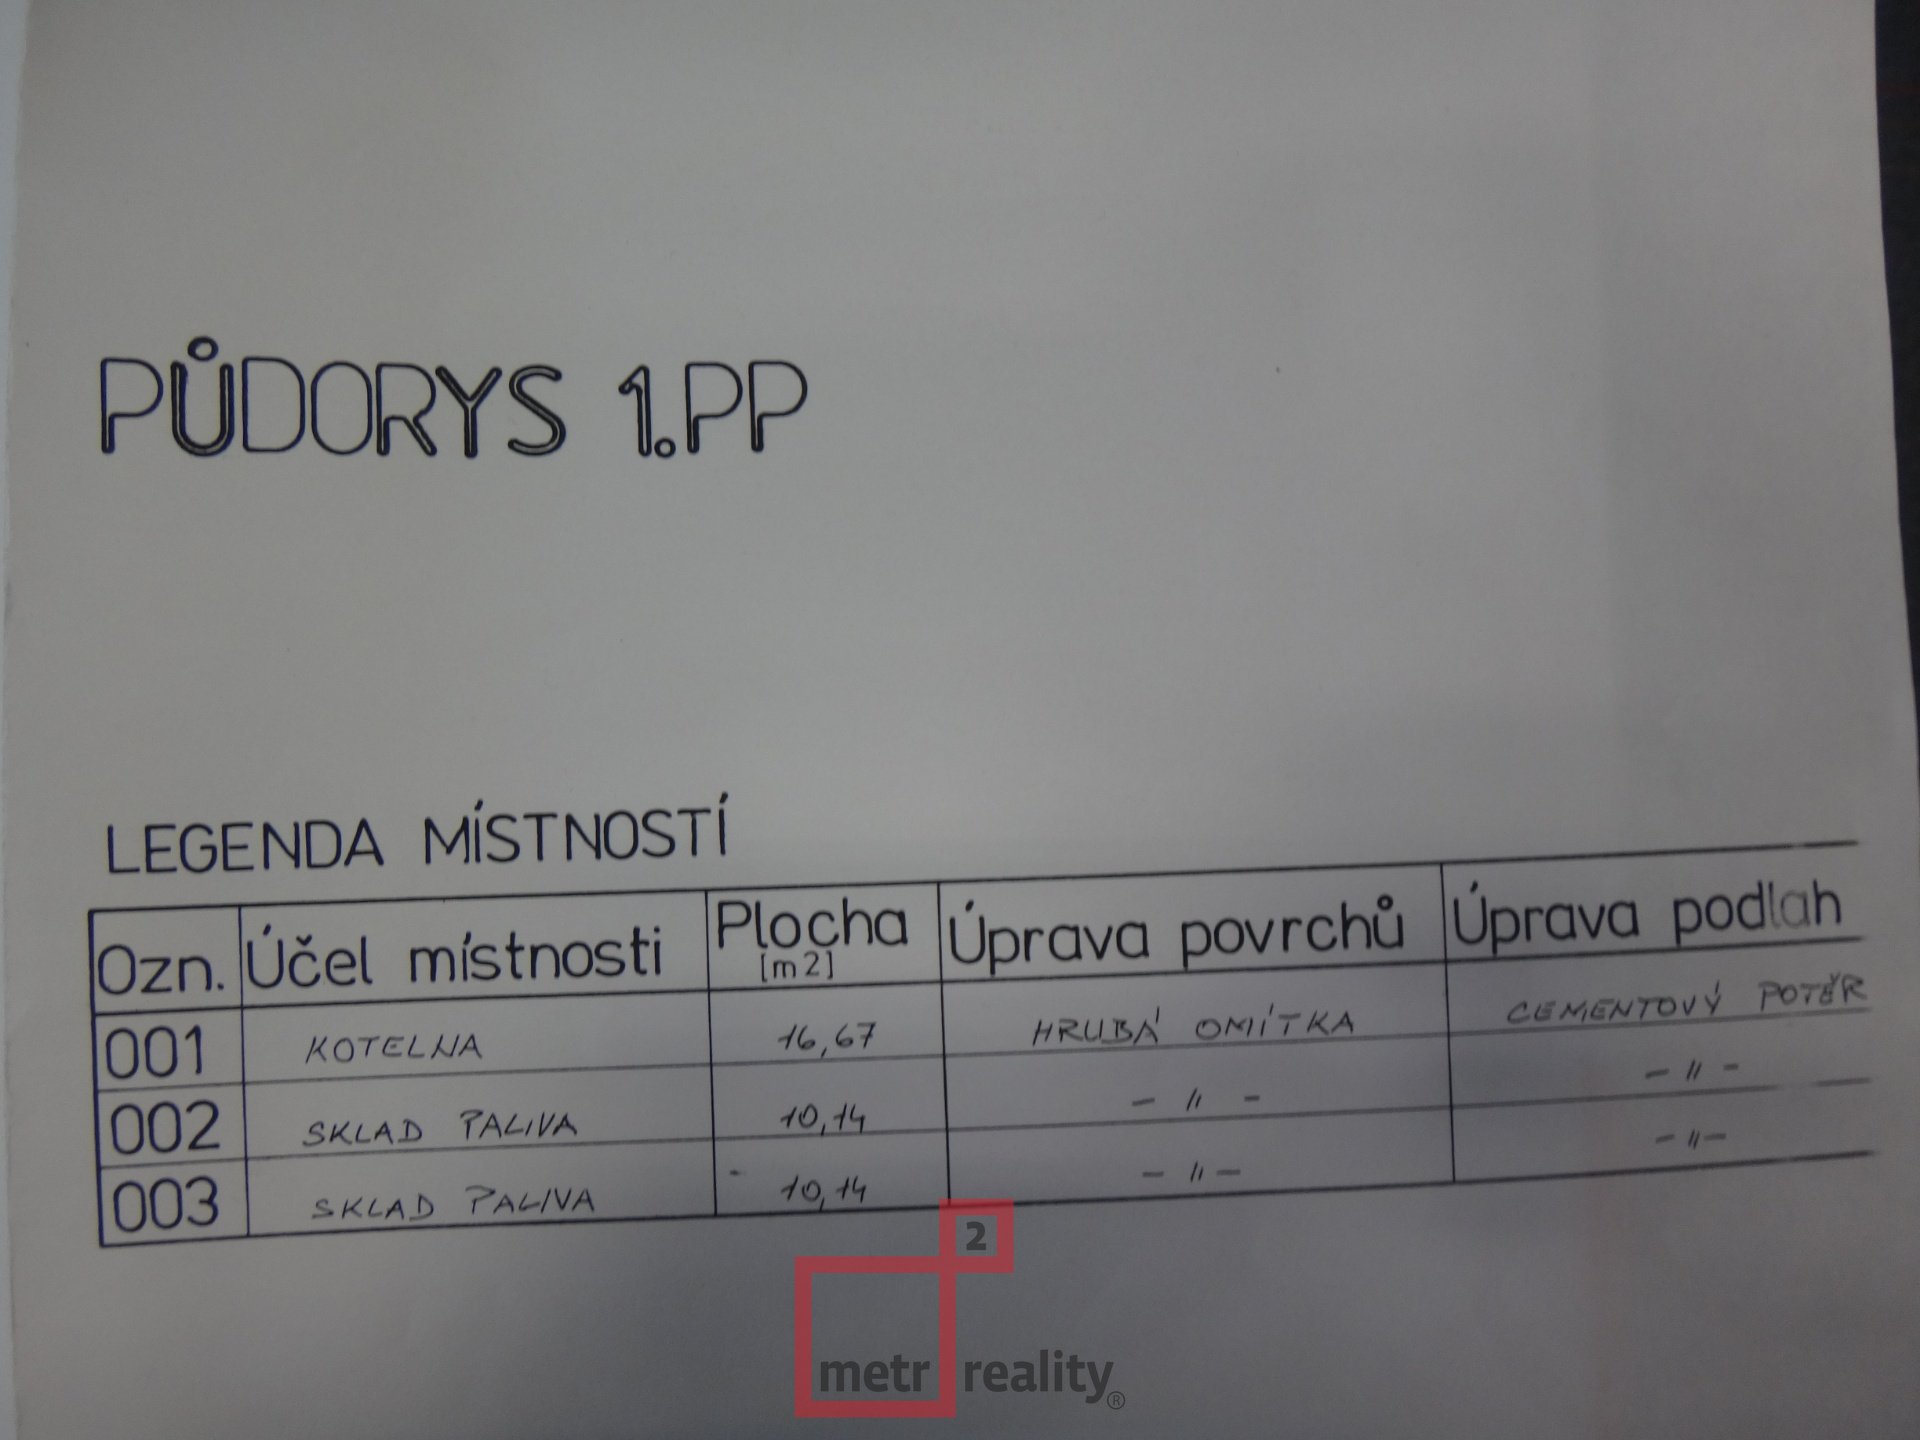 PŮDORYS 1.PP
LEGENDA MÍSTNOSTÍ
Ozn. Účel místnosti Plocha [m2] Úprava povrchů Úprava podlah
001 KOTELNA 16,67 HRUBÁ OMÍTKA CEMENTOVÝ POTĚR
002 SKLAD PALIVA 10,14 - 〃 - - 〃 -
003 SKLAD PALIVA 10,14 - 〃 - - 〃 -
2
metr reality®